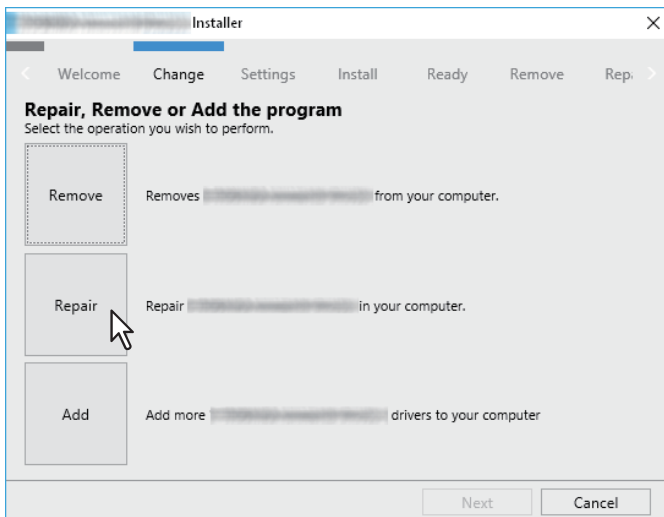 Installer
Welcome Change Settings Install Ready Remove Repa
Repair, Remove or Add the program
Select the operation you wish to perform.
Remove
Removes from your computer.
Repair
Repair in your computer.
Add
Add more drivers to your computer
Next Cancel